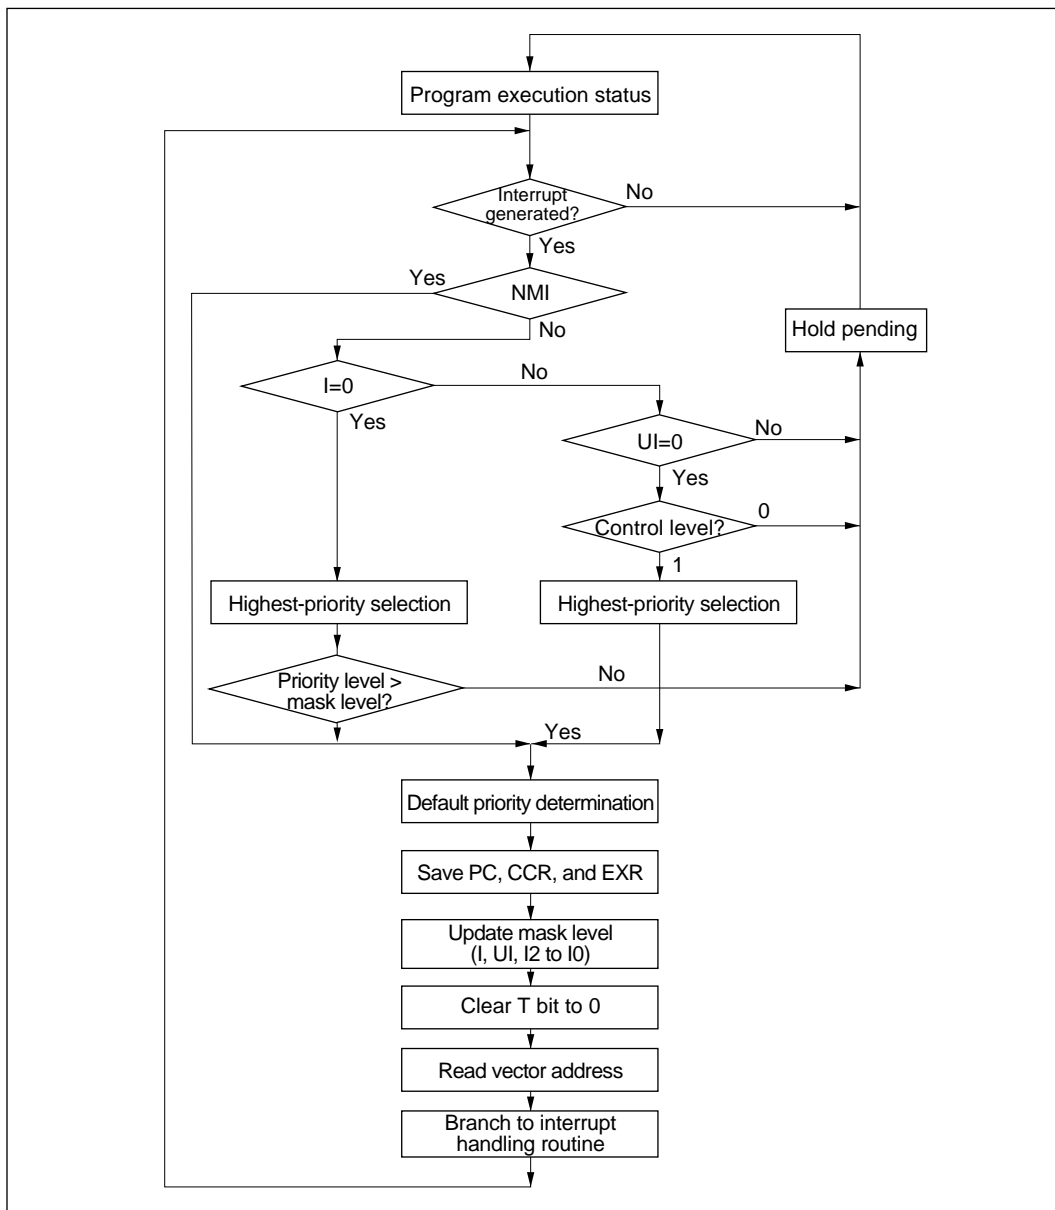 Program execution status
Interrupt
generated?
No
Yes
Yes
NMI
No
Hold pending
I=0
No
Yes
UI=0
No
Yes
Control level?
0
1
Highest-priority selection
Highest-priority selection
Priority level >
mask level?
No
Yes
Default priority determination
Save PC, CCR, and EXR
Update mask level
(I, UI, I2 to I0)
Clear T bit to 0
Read vector address
Branch to interrupt
handling routine